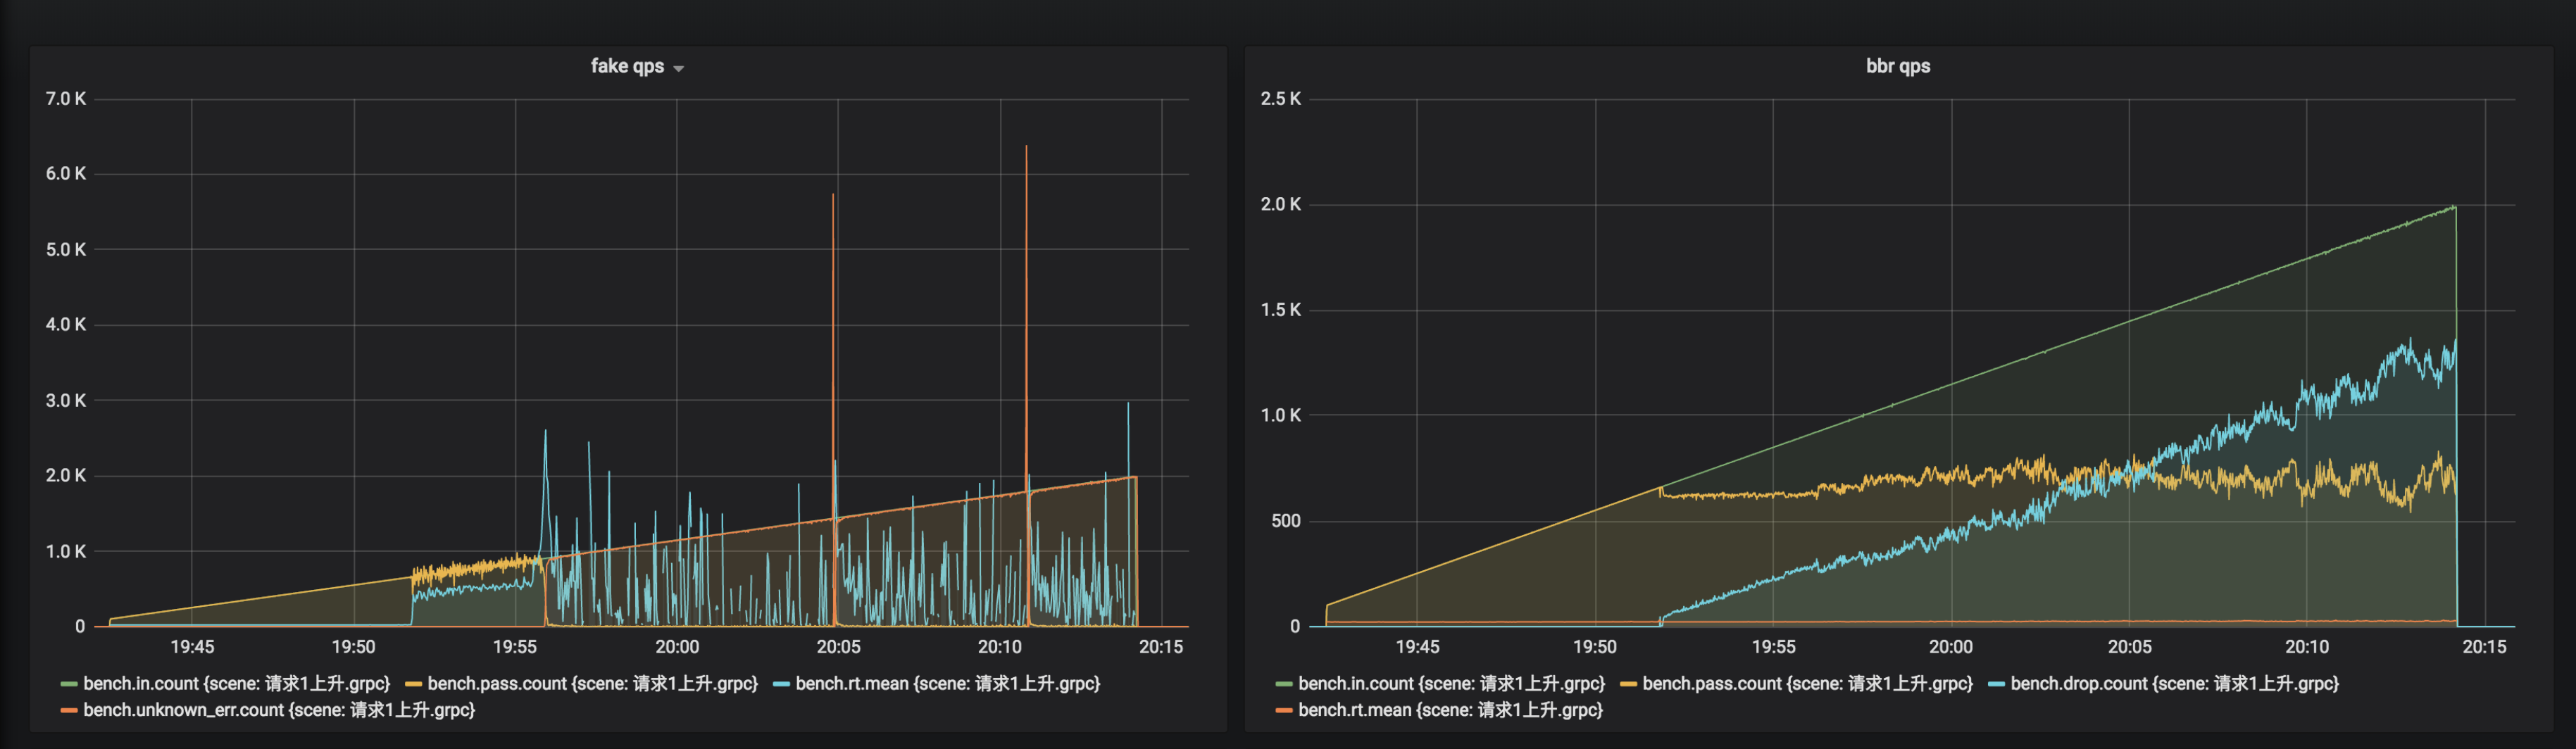 fake qps
7.0 K
6.0 K
5.0 K
4.0 K
3.0 K
2.0 K
1.0 K
0
19:45 19:50 19:55 20:00 20:05 20:10 20:15
bench.in.count {scene: 请求1上升.grpc} bench.pass.count {scene: 请求1上升.grpc} bench.rt.mean {scene: 请求1上升.grpc}
bench.unknown_err.count {scene: 请求1上升.grpc}
bbr qps
2.5 K
2.0 K
1.5 K
1.0 K
500
0
19:45 19:50 19:55 20:00 20:05 20:10 20:15
bench.in.count {scene: 请求1上升.grpc} bench.pass.count {scene: 请求1上升.grpc} bench.drop.count {scene: 请求1上升.grpc}
bench.rt.mean {scene: 请求1上升.grpc}